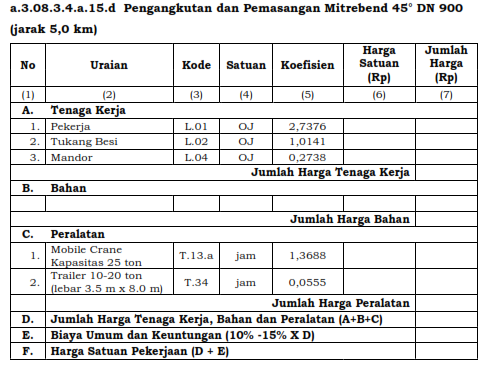 a.3.08.3.4.a.15.d Pengangkutan dan Pemasangan Mitrebend 45° DN 900
(jarak 5,0 km)
No Uraian Kode Satuan Koefisien Harga Satuan (Rp) Jumlah Harga (Rp)
(1) (2) (3) (4) (5) (6) (7)
A. Tenaga Kerja
1. Pekerja L.01 OJ 2,7376
2. Tukang Besi L.02 OJ 1,0141
3. Mandor L.04 OJ 0,2738
Jumlah Harga Tenaga Kerja
B. Bahan
Jumlah Harga Bahan
C. Peralatan
1. Mobile Crane Kapasitas 25 ton T.13.a jam 1,3688
2. Trailer 10-20 ton (lebar 3.5 m x 8.0 m) T.34 jam 0,0555
Jumlah Harga Peralatan
D. Jumlah Harga Tenaga Kerja, Bahan dan Peralatan (A+B+C)
E. Biaya Umum dan Keuntungan (10% -15% X D)
F. Harga Satuan Pekerjaan (D + E)